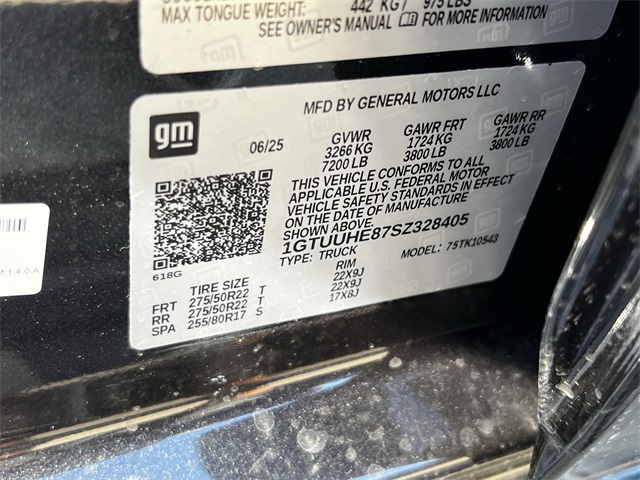 MAX TONGUE WEIGHT: 442 KG / 975 LBS
SEE OWNER'S MANUAL FOR MORE INFORMATION
gm
MFD BY GENERAL MOTORS LLC
06/25 GVWR GAWR FRT GAWR RR
3266 KG 1724 KG 1724 KG
7200 LB 3800 LB 3800 LB
THIS VEHICLE CONFORMS TO ALL
APPLICABLE U.S. FEDERAL MOTOR
VEHICLE SAFETY STANDARDS IN EFFECT
ON THE DATE OF MANUFACTURE
SHOWN ABOVE.
1GTUUHE87SZ328405
TYPE: TRUCK MODEL: 75TK10543
618G
TIRE SIZE RIM
FRT 275/50R22 T 22X9J
RR 275/50R22 T 22X9J
SPA 255/80R17 S 17X8J